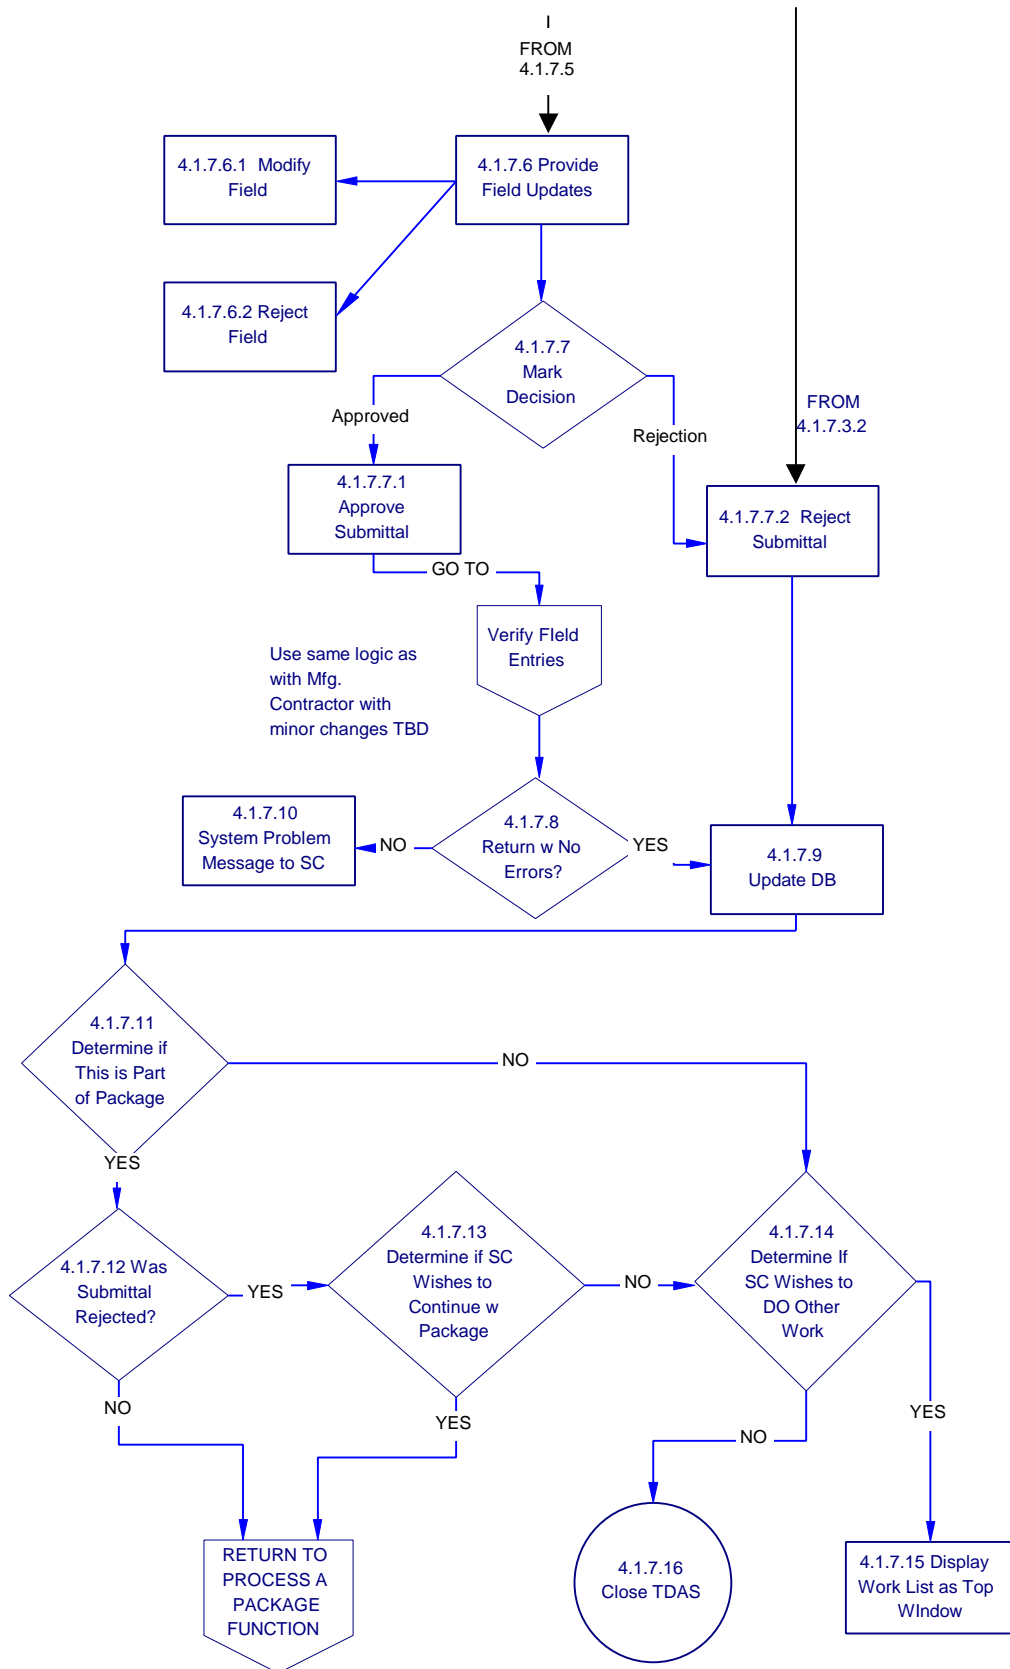 FROM
4.1.7.5
4.1.7.6.1 Modify
Field
4.1.7.6 Provide
Field Updates
4.1.7.6.2 Reject
Field
4.1.7.7
Mark
Decision
Approved
Rejection
FROM
4.1.7.3.2
4.1.7.7.1
Approve
Submittal
4.1.7.7.2 Reject
Submittal
GO TO
Verify FIeld
Entries
Use same logic as
with Mfg.
Contractor with
minor changes TBD
4.1.7.10
System Problem
Message to SC
NO
4.1.7.8
Return w No
Errors?
YES
4.1.7.9
Update DB
4.1.7.11
Determine if
This is Part
of Package
NO
YES
4.1.7.12 Was
Submittal
Rejected?
YES
4.1.7.13
Determine if SC
Wishes to
Continue w
Package
NO
4.1.7.14
Determine If
SC Wishes to
DO Other
Work
NO
YES
NO
YES
RETURN TO
PROCESS A
PACKAGE
FUNCTION
4.1.7.16
Close TDAS
4.1.7.15 Display
Work List as Top
WIndow